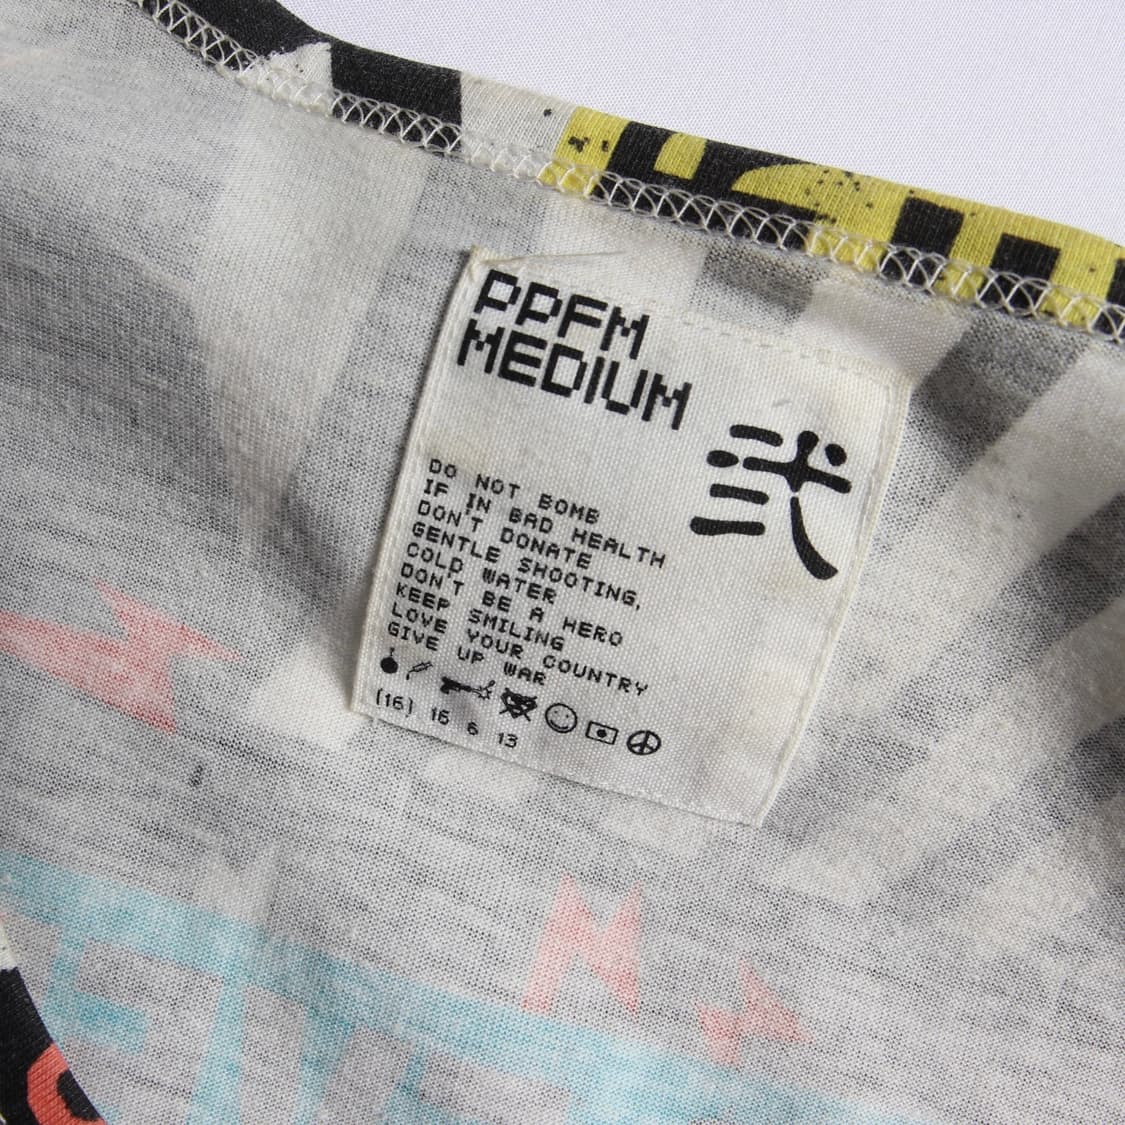 PPFM
MEDIUM
弐
DO NOT BOMB
IF IN BAD HEALTH
DON'T DONATE
GENTLE SHOOTING,
COLD WATER
DON'T BE A HERO
KEEP SMILING
LOVE YOUR COUNTRY
GIVE UP WAR
(16) 16 6 13